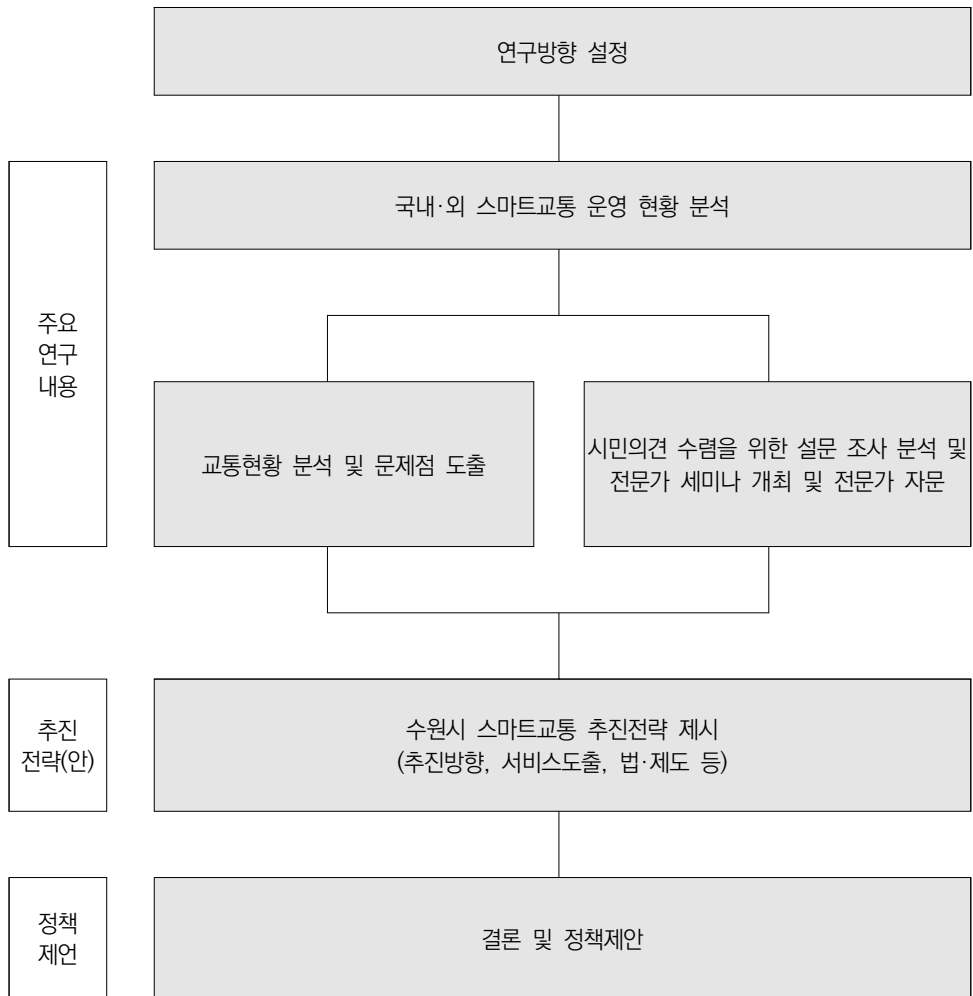 연구방향 설정
주요
연구
내용
국내·외 스마트교통 운영 현황 분석
교통현황 분석 및 문제점 도출
시민의견 수렴을 위한 설문 조사 분석 및
전문가 세미나 개최 및 전문가 자문
추진
전략(안)
수원시 스마트교통 추진전략 제시
(추진방향, 서비스도출, 법·제도 등)
정책
제언
결론 및 정책제안